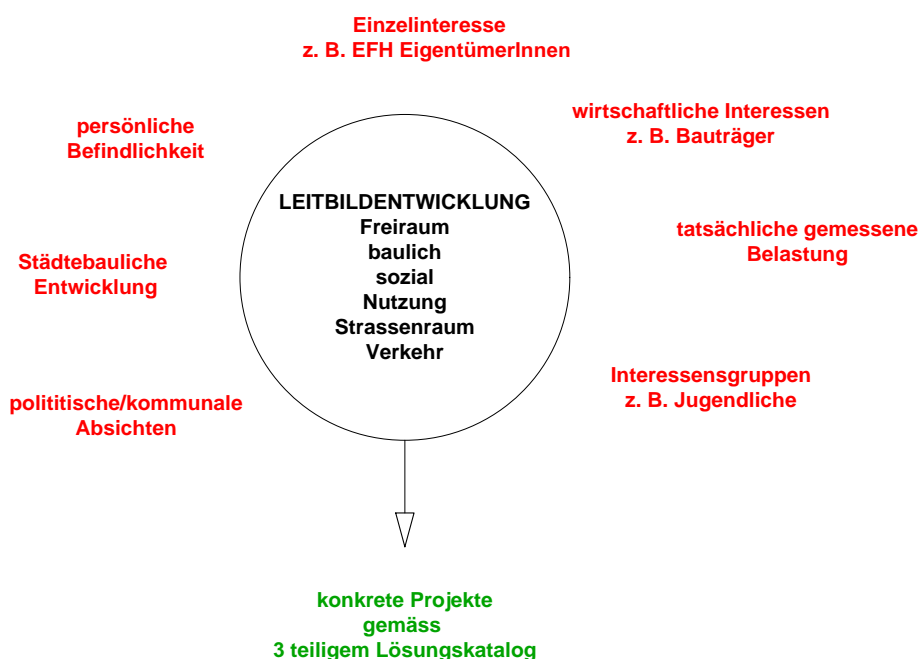 Einzelinteresse
z. B. EFH EigentümerInnen
wirtschaftliche Interessen
z. B. Bauträger
persönliche
Befindlichkeit
LEITBILDENTWICKLUNG
Freiraum
baulich
sozial
Nutzung
Strassenraum
Verkehr
tatsächliche gemessene
Belastung
Städtebauliche
Entwicklung
Interessensgruppen
z. B. Jugendliche
polititische/kommunale
Absichten
konkrete Projekte
gemäss
3 teiligem Lösungskatalog